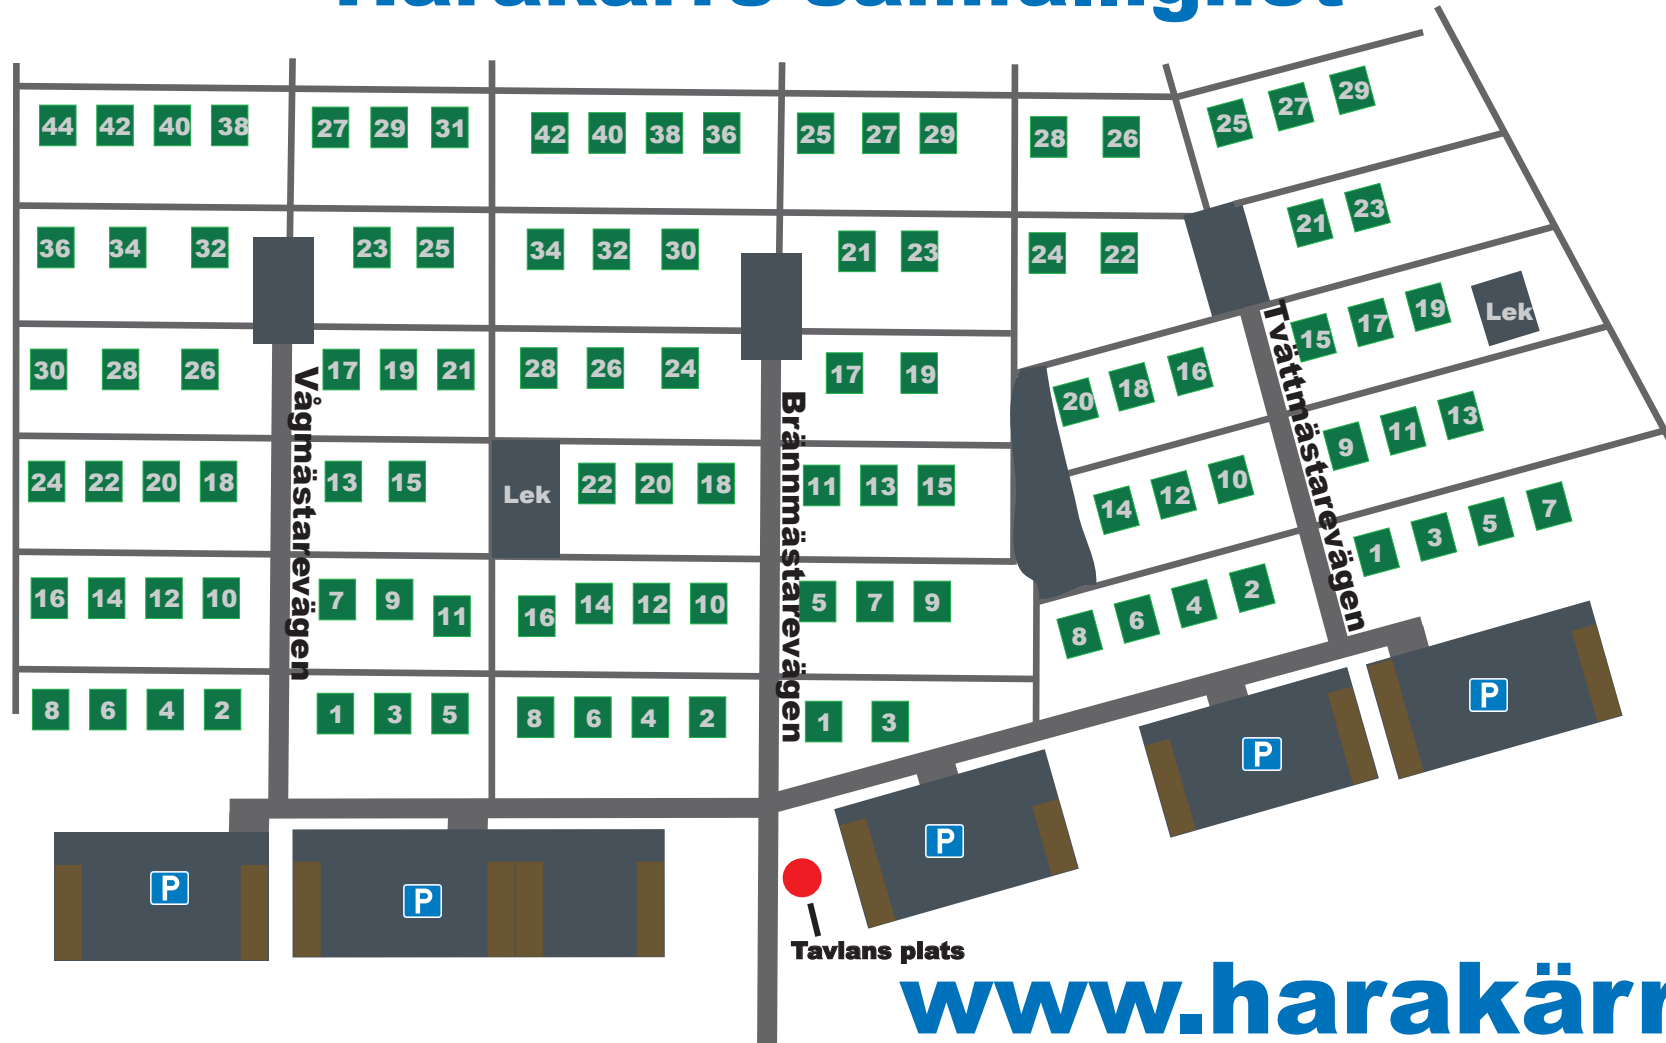 Harakärrs samfällighet
44 42 40 38 27 29 31 42 40 38 36 25 27 29 28 26 25 27 29
36 34 32 23 25 34 32 30 21 23 24 22 21 23
30 28 26 17 19 21 28 26 24 17 19 20 18 16 15 17 19 Lek
24 22 20 18 13 15 Lek 22 20 18 11 13 15 14 12 10 9 11 13
16 14 12 10 7 9 11 16 14 12 10 5 7 9 8 6 4 2 1 3 5 7
8 6 4 2 1 3 5 8 6 4 2 1 3
Vågmästarevägen
Brännnmästarevägen
Tvättmästarevägen
P
P
P
P
P
Tavlans plats
www.harakärr